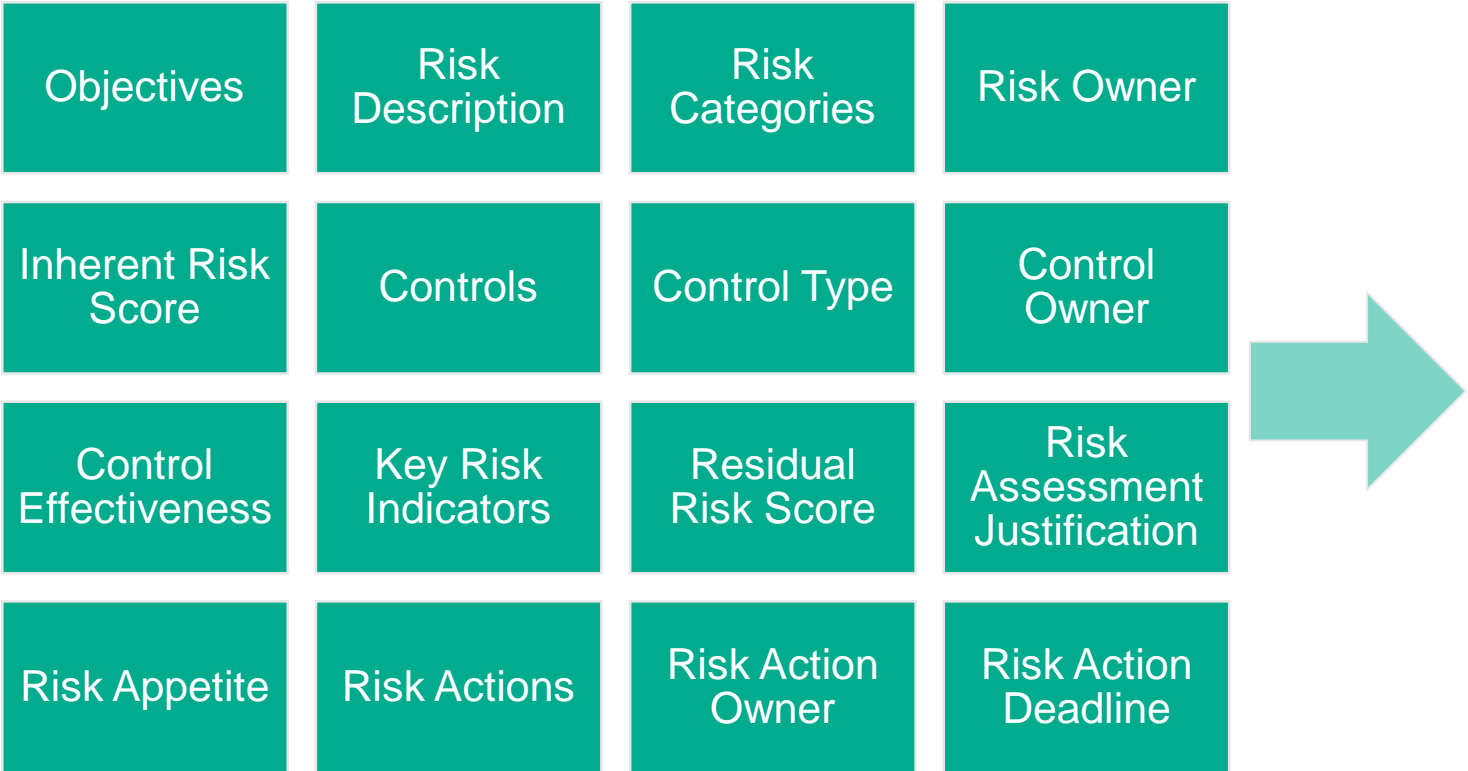 Objectives
Risk
Description
Risk
Categories
Risk Owner
Inherent Risk
Score
Controls
Control Type
Control
Owner
Control
Effectiveness
Key Risk
Indicators
Residual
Risk Score
Risk
Assessment
Justification
Risk Appetite
Risk Actions
Risk Action
Owner
Risk Action
Deadline